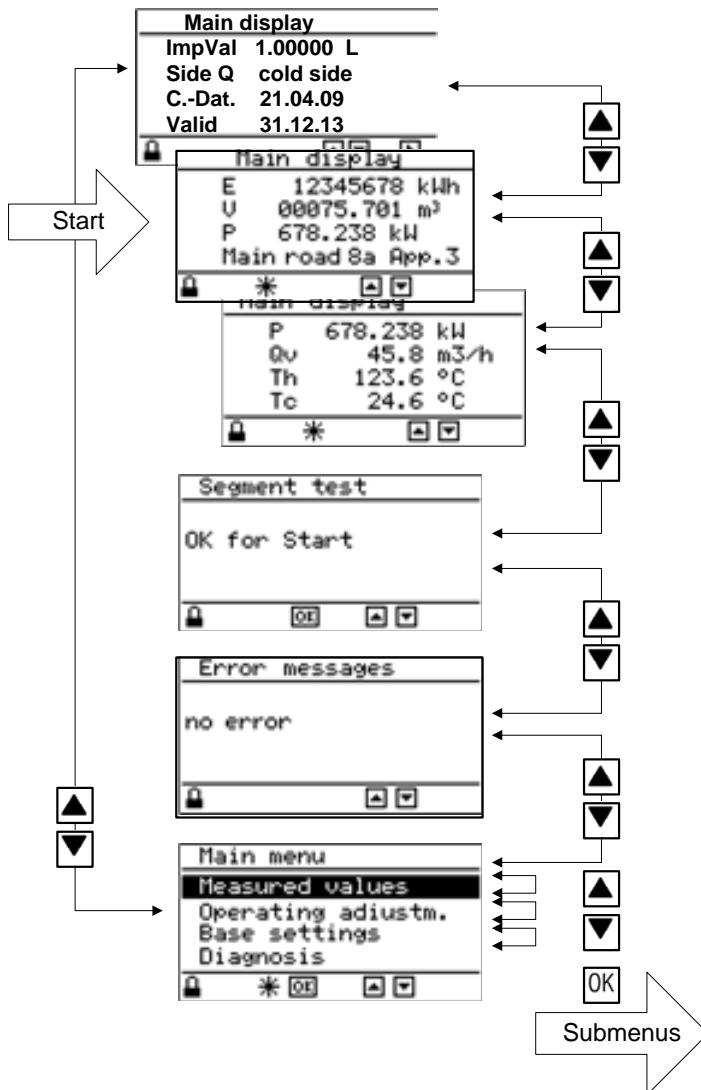 Main display
ImpVal 1.00000 L
Side Q cold side
C.-Dat. 21.04.09
Valid 31.12.13
Main display
E 12345678 kWh
V 00075.701 m³
P 678.238 kW
Main road 8a App.3
Start
Main display
P 678.238 kW
Qv 45.8 m3/h
Th 123.6 °C
Tc 24.6 °C
Segment test
OK for Start
OK
Error messages
no error
Main menu
Measured values
Operating adiustm.
Base settings
Diagnosis
OK
OK
Submenus